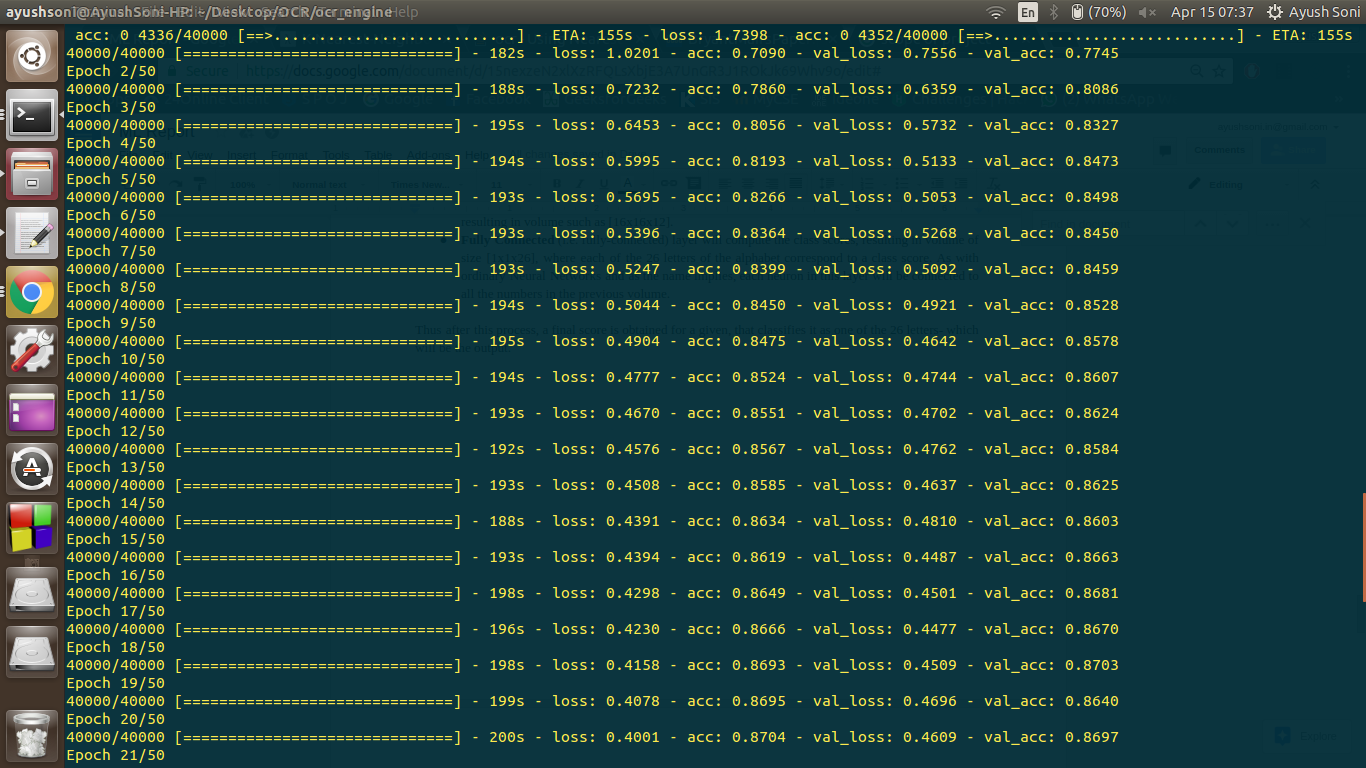 ayushsoni@AyushSoni-HP: ~/Desktop/OCR/ocr_engine Help
En (70%) Apr 15 07:37 Ayush Soni
acc: 0 4336/40000 [==>...........................] - ETA: 155s - loss: 1.7398 - acc: 0 4352/40000 [==>...........................] - ETA: 155s
40000/40000 [==============================] - 182s - loss: 1.0201 - acc: 0.7090 - val_loss: 0.7556 - val_acc: 0.7745
Epoch 2/50
40000/40000 [==============================] - 188s - loss: 0.7232 - acc: 0.7860 - val_loss: 0.6359 - val_acc: 0.8086
Epoch 3/50
40000/40000 [==============================] - 195s - loss: 0.6453 - acc: 0.8056 - val_loss: 0.5732 - val_acc: 0.8327
Epoch 4/50
40000/40000 [==============================] - 194s - loss: 0.5995 - acc: 0.8193 - val_loss: 0.5133 - val_acc: 0.8473
Epoch 5/50
40000/40000 [==============================] - 193s - loss: 0.5695 - acc: 0.8266 - val_loss: 0.5053 - val_acc: 0.8498
Epoch 6/50
40000/40000 [==============================] - 193s - loss: 0.5396 - acc: 0.8364 - val_loss: 0.5268 - val_acc: 0.8450
Epoch 7/50
40000/40000 [==============================] - 193s - loss: 0.5247 - acc: 0.8399 - val_loss: 0.5092 - val_acc: 0.8459
Epoch 8/50
40000/40000 [==============================] - 194s - loss: 0.5044 - acc: 0.8450 - val_loss: 0.4921 - val_acc: 0.8528
Epoch 9/50
40000/40000 [==============================] - 195s - loss: 0.4904 - acc: 0.8475 - val_loss: 0.4642 - val_acc: 0.8578
Epoch 10/50
40000/40000 [==============================] - 194s - loss: 0.4777 - acc: 0.8524 - val_loss: 0.4744 - val_acc: 0.8607
Epoch 11/50
40000/40000 [==============================] - 193s - loss: 0.4670 - acc: 0.8551 - val_loss: 0.4702 - val_acc: 0.8624
Epoch 12/50
40000/40000 [==============================] - 192s - loss: 0.4576 - acc: 0.8567 - val_loss: 0.4762 - val_acc: 0.8584
Epoch 13/50
40000/40000 [==============================] - 193s - loss: 0.4508 - acc: 0.8585 - val_loss: 0.4637 - val_acc: 0.8625
Epoch 14/50
40000/40000 [==============================] - 188s - loss: 0.4391 - acc: 0.8634 - val_loss: 0.4810 - val_acc: 0.8603
Epoch 15/50
40000/40000 [==============================] - 193s - loss: 0.4394 - acc: 0.8619 - val_loss: 0.4487 - val_acc: 0.8663
Epoch 16/50
40000/40000 [==============================] - 198s - loss: 0.4298 - acc: 0.8649 - val_loss: 0.4501 - val_acc: 0.8681
Epoch 17/50
40000/40000 [==============================] - 196s - loss: 0.4230 - acc: 0.8666 - val_loss: 0.4477 - val_acc: 0.8670
Epoch 18/50
40000/40000 [==============================] - 198s - loss: 0.4158 - acc: 0.8693 - val_loss: 0.4509 - val_acc: 0.8703
Epoch 19/50
40000/40000 [==============================] - 199s - loss: 0.4078 - acc: 0.8695 - val_loss: 0.4696 - val_acc: 0.8640
Epoch 20/50
40000/40000 [==============================] - 200s - loss: 0.4001 - acc: 0.8704 - val_loss: 0.4609 - val_acc: 0.8697
Epoch 21/50